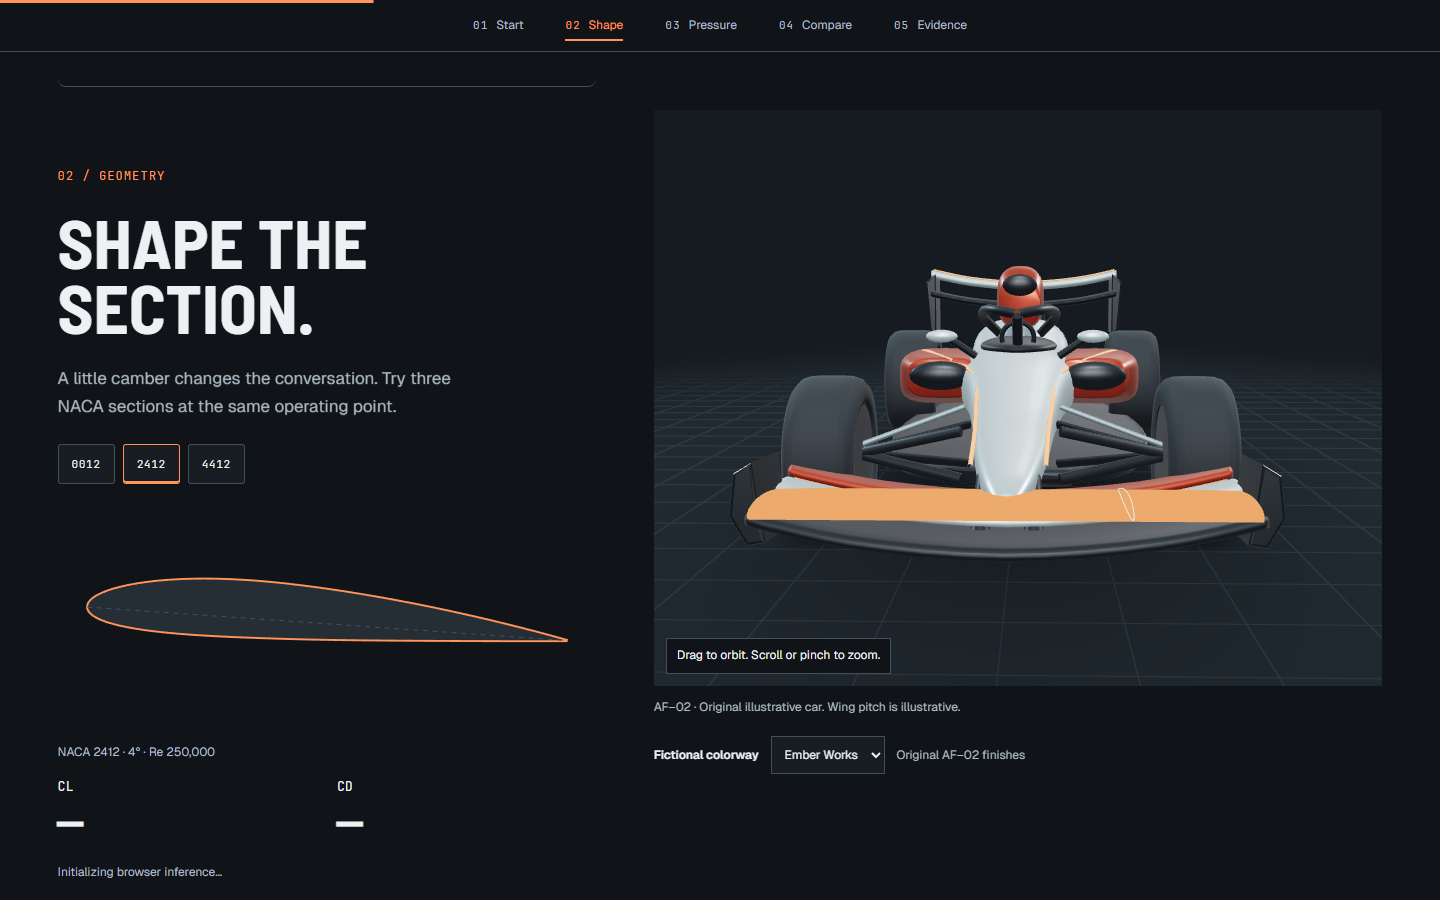 01 Start
02 Shape
03 Pressure
04 Compare
05 Evidence
02 / GEOMETRY
SHAPE THE
SECTION.
A little camber changes the conversation. Try three
NACA sections at the same operating point.
0012
2412
4412
Drag to orbit. Scroll or pinch to zoom.
AF–02 · Original illustrative car. Wing pitch is illustrative.
Fictional colorway
Ember Works
Original AF–02 finishes
NACA 2412 · 4° · Re 250,000
CL
CD
—
—
Initializing browser inference…